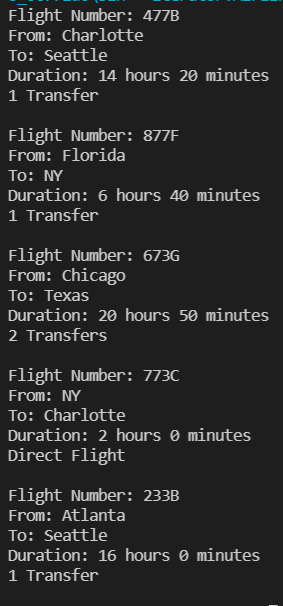 Flight Number: 477B
From: Charlotte
To: Seattle
Duration: 14 hours 20 minutes
1 Transfer

Flight Number: 877F
From: Florida
To: NY
Duration: 6 hours 40 minutes
1 Transfer

Flight Number: 673G
From: Chicago
To: Texas
Duration: 20 hours 50 minutes
2 Transfers

Flight Number: 773C
From: NY
To: Charlotte
Duration: 2 hours 0 minutes
Direct Flight

Flight Number: 233B
From: Atlanta
To: Seattle
Duration: 16 hours 0 minutes
1 Transfer